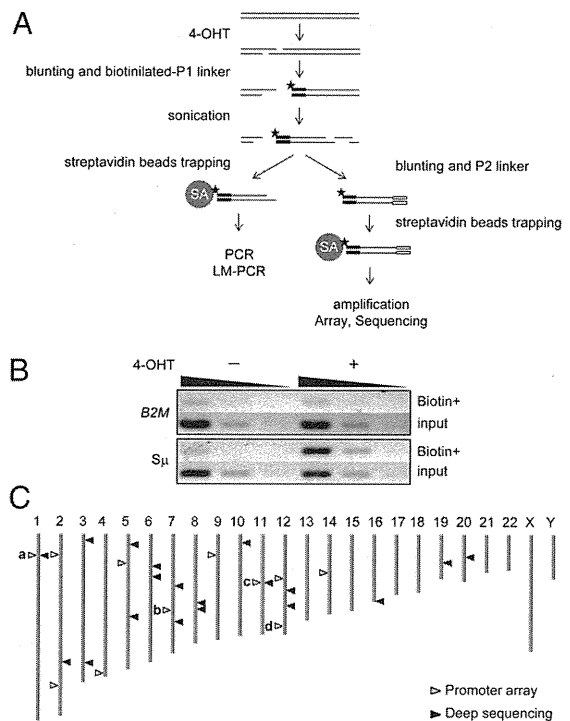 A
4-OHT
blunting and biotinilated-P1 linker
sonication
streptavidin beads trapping
blunting and P2 linker
SA
streptavidin beads trapping
PCR
LM-PCR
SA
amplification
Array, Sequencing
B
4-OHT − +
B2M
Biotin+
input
Sμ
Biotin+
input
C
1 2 3 4 5 6 7 8 9 10 11 12 13 14 15 16 17 18 19 20 21 22 X Y
a
b
c
d
Promoter array
Deep sequencing